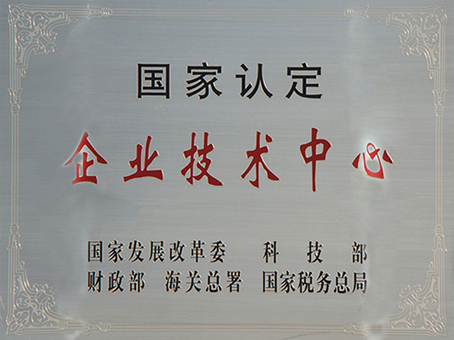 国家认定
企业技术中心
国家发展改革委 科技部
财政部 海关总署 国家税务总局